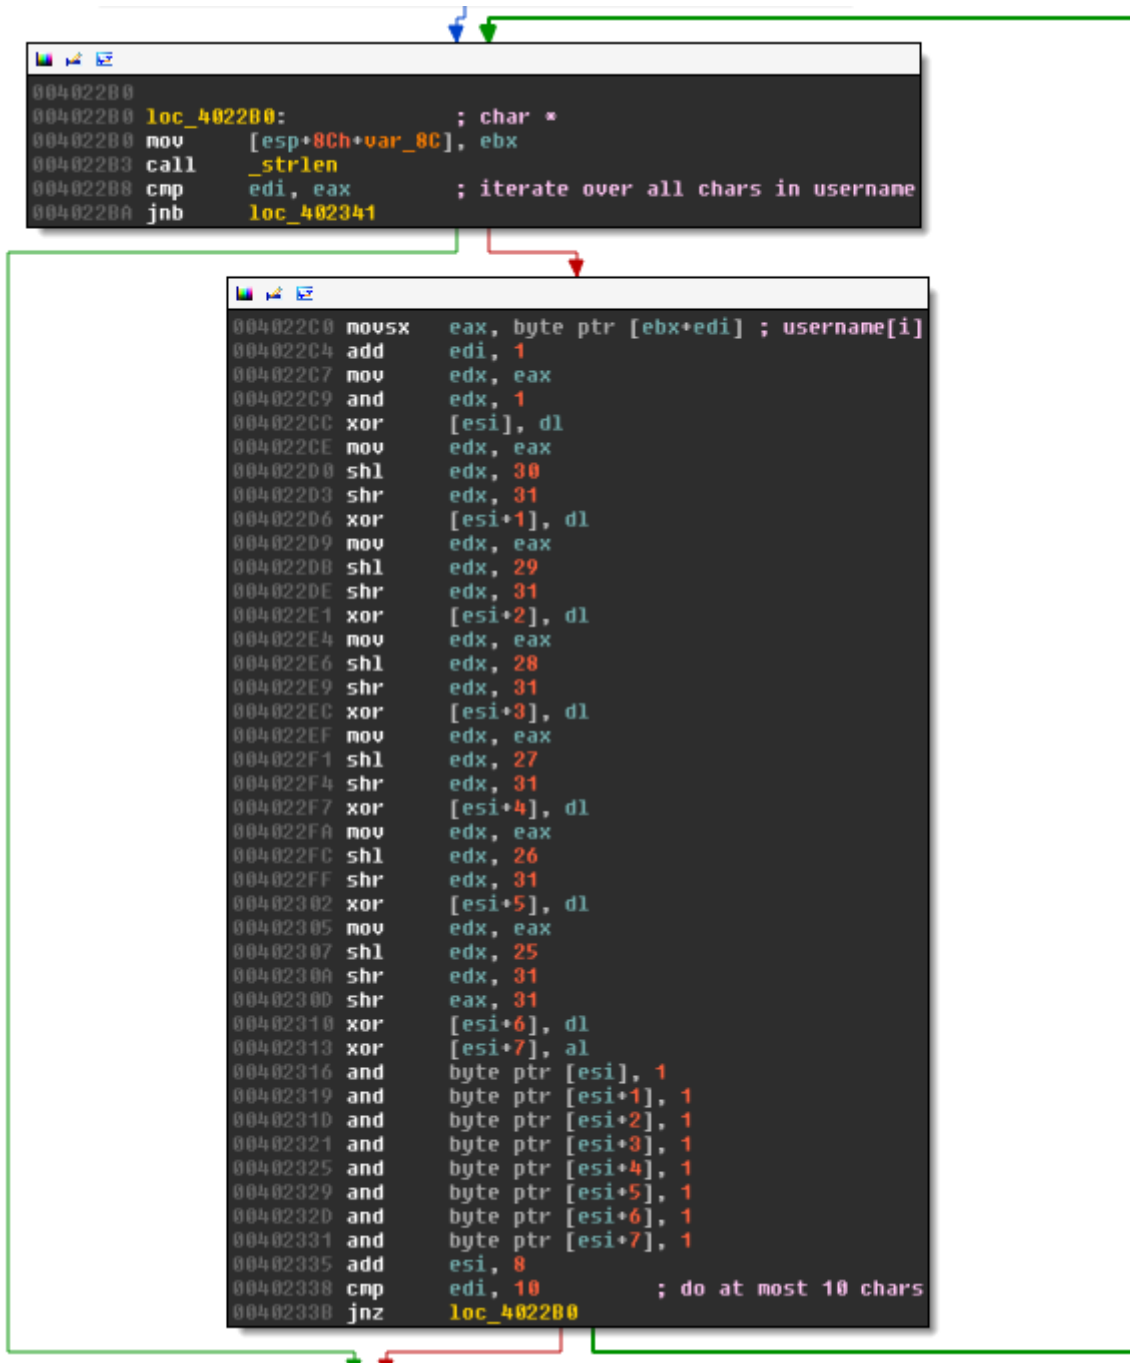 004022B0
004022B0 loc_4022B0: ; char *
004022B0 mov [esp+8Ch+var_8C], ebx
004022B3 call _strlen
004022B8 cmp edi, eax ; iterate over all chars in username
004022BA jnb loc_402341
004022C0 movsx eax, byte ptr [ebx+edi] ; username[i]
004022C4 add edi, 1
004022C7 mov edx, eax
004022C9 and edx, 1
004022CC xor [esi], dl
004022CE mov edx, eax
004022D0 shl edx, 30
004022D3 shr edx, 31
004022D6 xor [esi+1], dl
004022D9 mov edx, eax
004022DB shl edx, 29
004022DE shr edx, 31
004022E1 xor [esi+2], dl
004022E4 mov edx, eax
004022E6 shl edx, 28
004022E9 shr edx, 31
004022EC xor [esi+3], dl
004022EF mov edx, eax
004022F1 shl edx, 27
004022F4 shr edx, 31
004022F7 xor [esi+4], dl
004022FA mov edx, eax
004022FC shl edx, 26
004022FF shr edx, 31
00402302 xor [esi+5], dl
00402305 mov edx, eax
00402307 shl edx, 25
0040230A shr edx, 31
0040230D shr eax, 31
00402310 xor [esi+6], dl
00402313 xor [esi+7], al
00402316 and byte ptr [esi], 1
00402319 and byte ptr [esi+1], 1
0040231D and byte ptr [esi+2], 1
00402321 and byte ptr [esi+3], 1
00402325 and byte ptr [esi+4], 1
00402329 and byte ptr [esi+5], 1
0040232D and byte ptr [esi+6], 1
00402331 and byte ptr [esi+7], 1
00402335 add esi, 8
00402338 cmp edi, 10 ; do at most 10 chars
0040233B jnz loc_4022B0